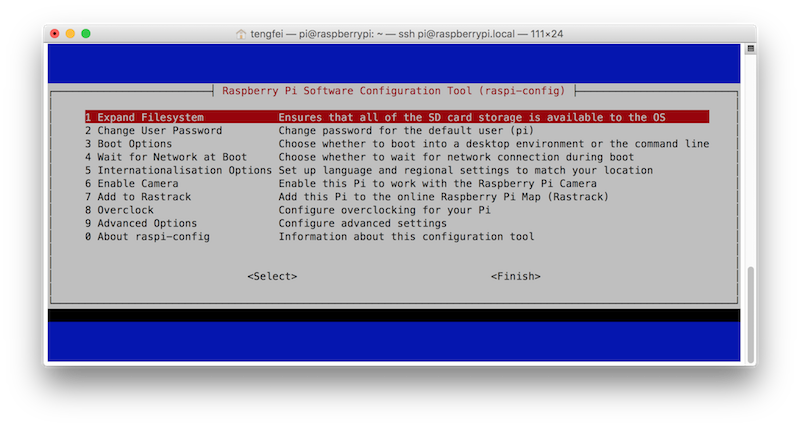 tengfei — pi@raspberrypi: ~ — ssh pi@raspberrypi.local — 111×24
Raspberry Pi Software Configuration Tool (raspi-config)
1 Expand Filesystem Ensures that all of the SD card storage is available to the OS
2 Change User Password Change password for the default user (pi)
3 Boot Options Choose whether to boot into a desktop environment or the command line
4 Wait for Network at Boot Choose whether to wait for network connection during boot
5 Internationalisation Options Set up language and regional settings to match your location
6 Enable Camera Enable this Pi to work with the Raspberry Pi Camera
7 Add to Rastrack Add this Pi to the online Raspberry Pi Map (Rastrack)
8 Overclock Configure overclocking for your Pi
9 Advanced Options Configure advanced settings
0 About raspi-config Information about this configuration tool
<Select> <Finish>